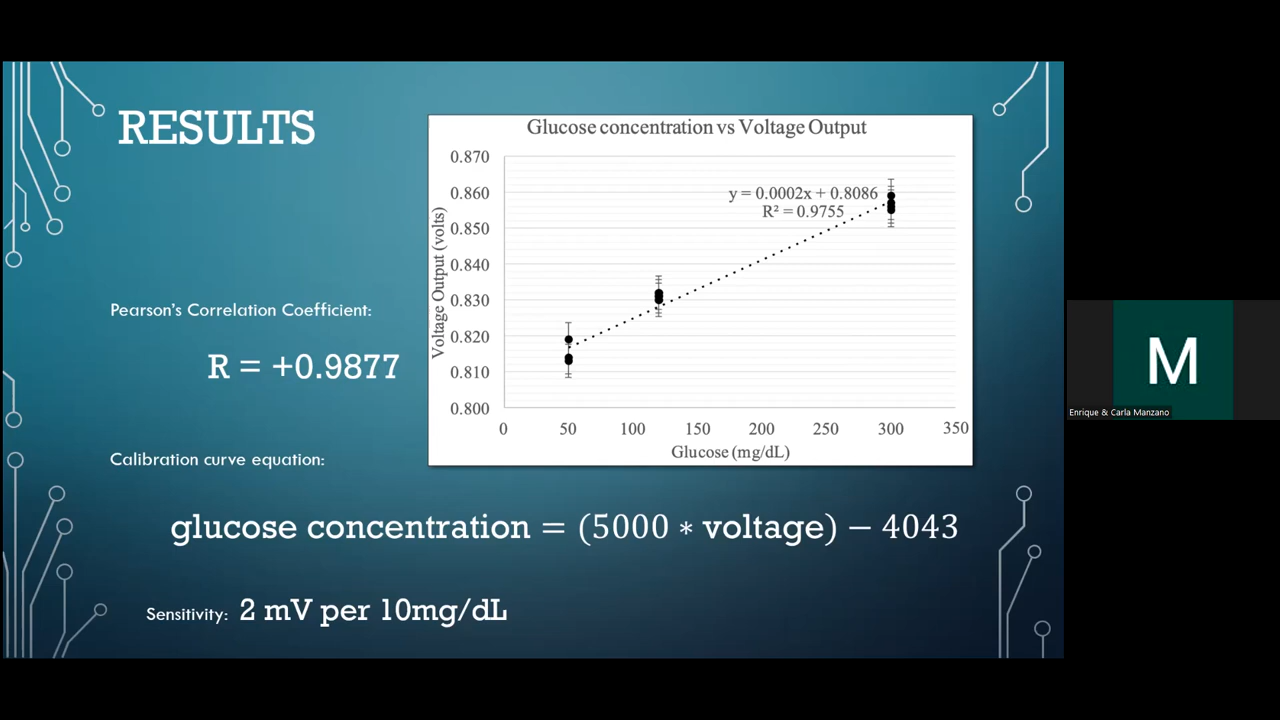 RESULTS
Glucose concentration vs Voltage Output
0.870
0.860
0.850
0.840
0.830
0.820
0.810
0.800
Voltage Output (volts)
y = 0.0002x + 0.8086
R² = 0.9755
0 50 100 150 200 250 300 350
Glucose (mg/dL)
Pearson's Correlation Coefficient:
R = +0.9877
Calibration curve equation:
glucose concentration = (5000 * voltage) − 4043
Sensitivity: 2 mV per 10mg/dL
M
Enrique & Carla Manzano